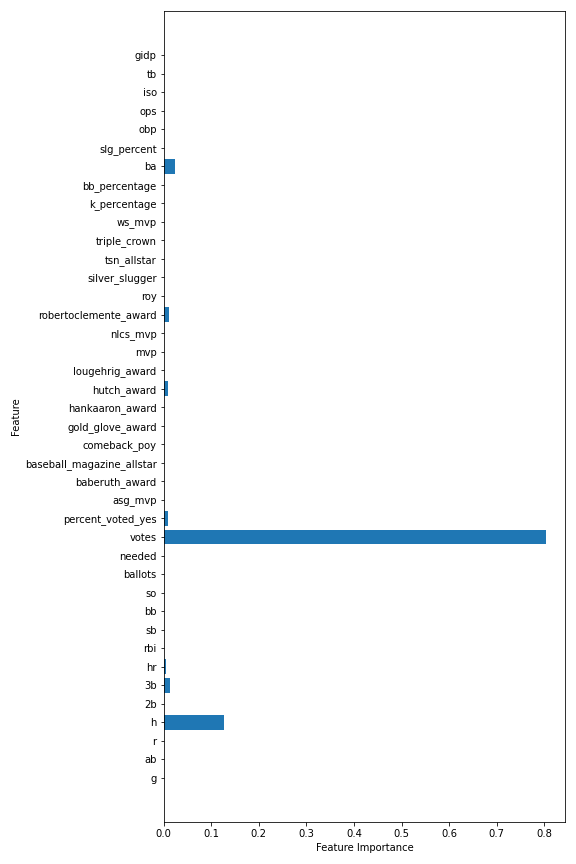 gidp
tb
iso
ops
obp
slg_percent
ba
bb_percentage
k_percentage
ws_mvp
triple_crown
tsn_allstar
silver_slugger
roy
robertoclemente_award
nlcs_mvp
mvp
lougehrig_award
hutch_award
hankaaron_award
gold_glove_award
comeback_poy
baseball_magazine_allstar
baberuth_award
asg_mvp
percent_voted_yes
votes
needed
ballots
so
bb
sb
rbi
hr
3b
2b
h
r
ab
g
Feature
0.0 0.1 0.2 0.3 0.4 0.5 0.6 0.7 0.8
Feature Importance